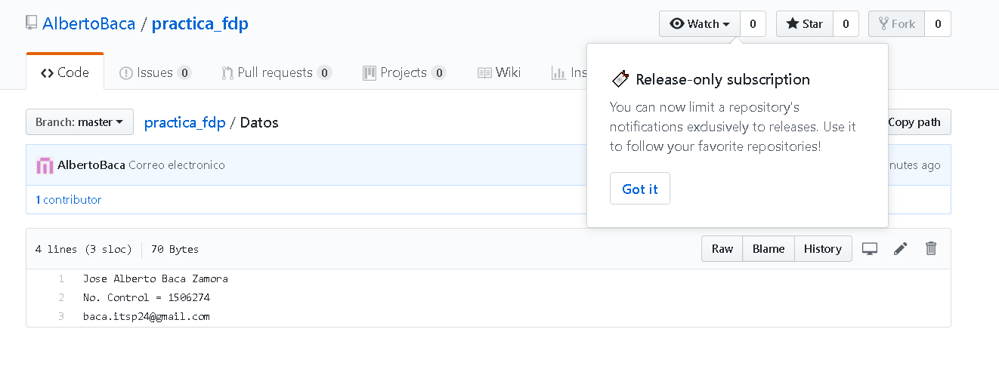 AlbertoBaca / practica_fdp
Watch 0 Star 0 Fork 0
Code Issues 0 Pull requests 0 Projects 0 Wiki
Release-only subscription
You can now limit a repository's
notifications exclusively to releases. Use it
to follow your favorite repositories!
Got it
Branch: master practica_fdp / Datos Copy path
AlbertoBaca Correo electronico ago
1 contributor
4 lines (3 sloc) 70 Bytes Raw Blame History
1 Jose Alberto Baca Zamora
2 No. Control = 1506274
3 baca.itsp24@gmail.com